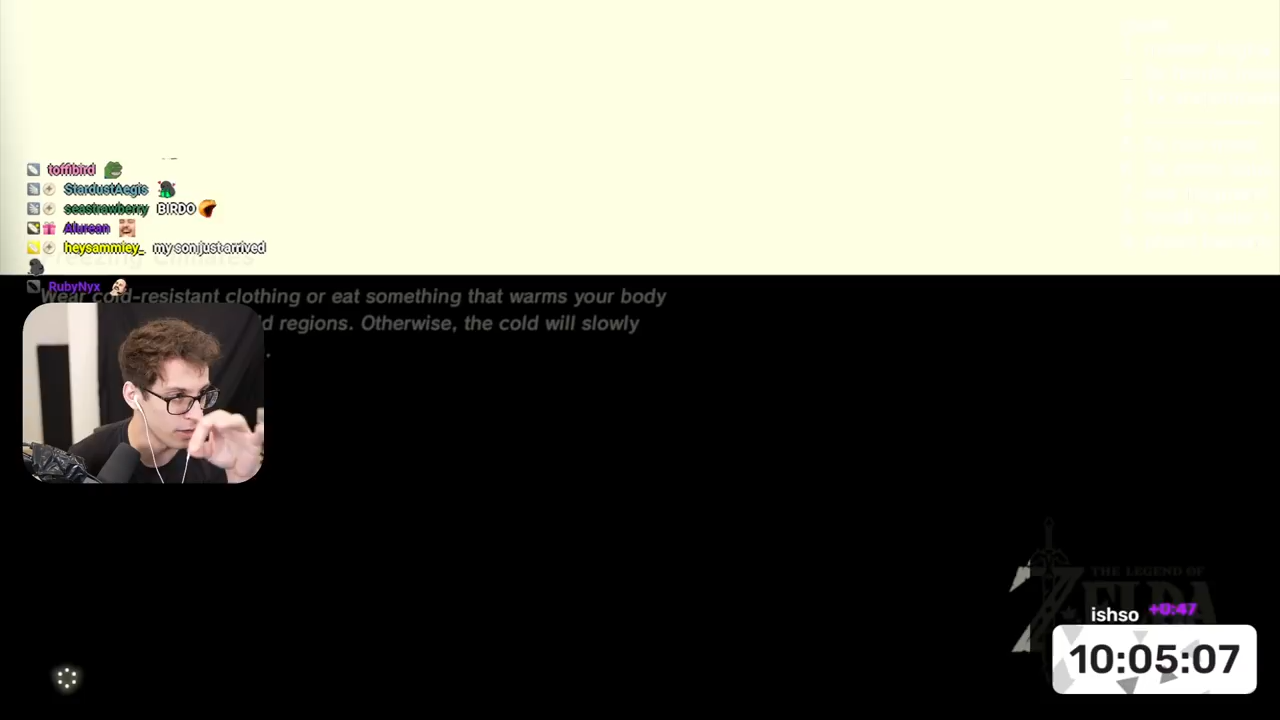 toffibird
StardustAegis
seastrawberry BIRDO
Alurean
heysammiey_ my son just arrived
RubyNyx
Wear cold-resistant clothing or eat something that warms your body
regions. Otherwise, the cold will slowly
THE LEGEND OF
ZELDA
ishso +0:47
10:05:07